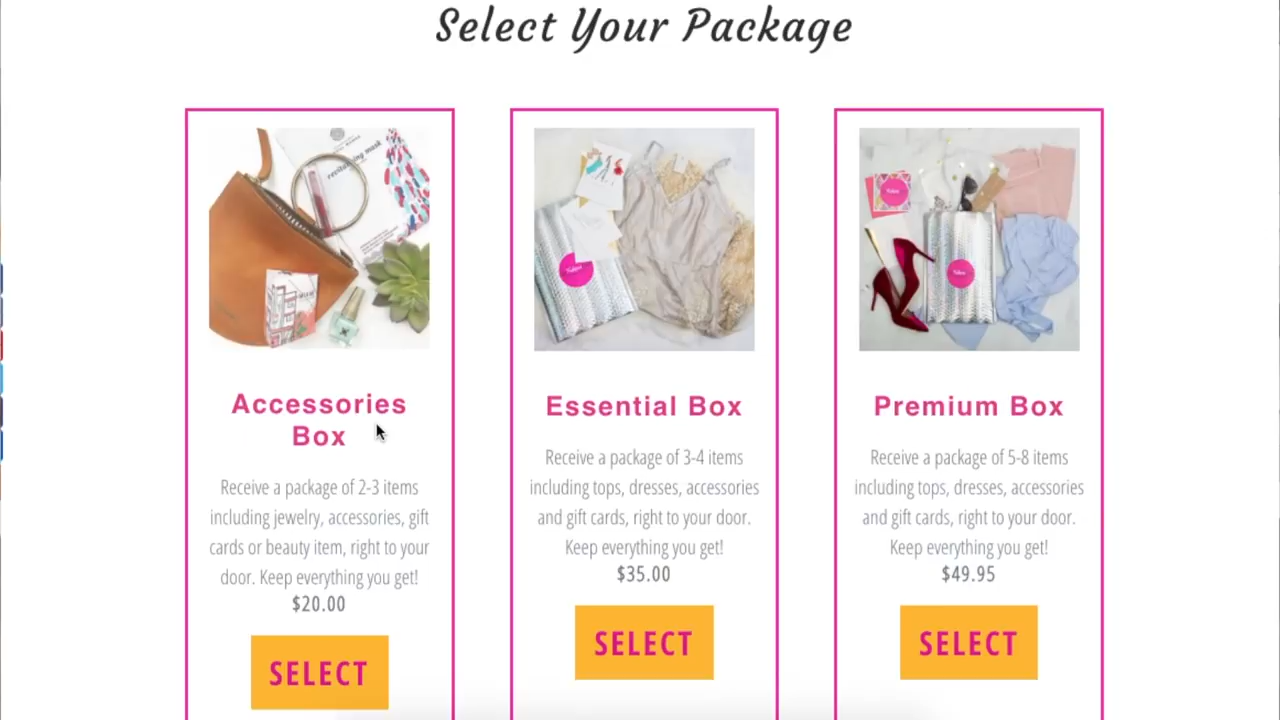 Select Your Package
revitalizing mask
Accessories
Box
Receive a package of 2-3 items
including jewelry, accessories, gift
cards or beauty item, right to your
door. Keep everything you get!
$20.00
SELECT
Essential Box
Receive a package of 3-4 items
including tops, dresses, accessories
and gift cards, right to your door.
Keep everything you get!
$35.00
SELECT
Premium Box
Receive a package of 5-8 items
including tops, dresses, accessories
and gift cards, right to your door.
Keep everything you get!
$49.95
SELECT